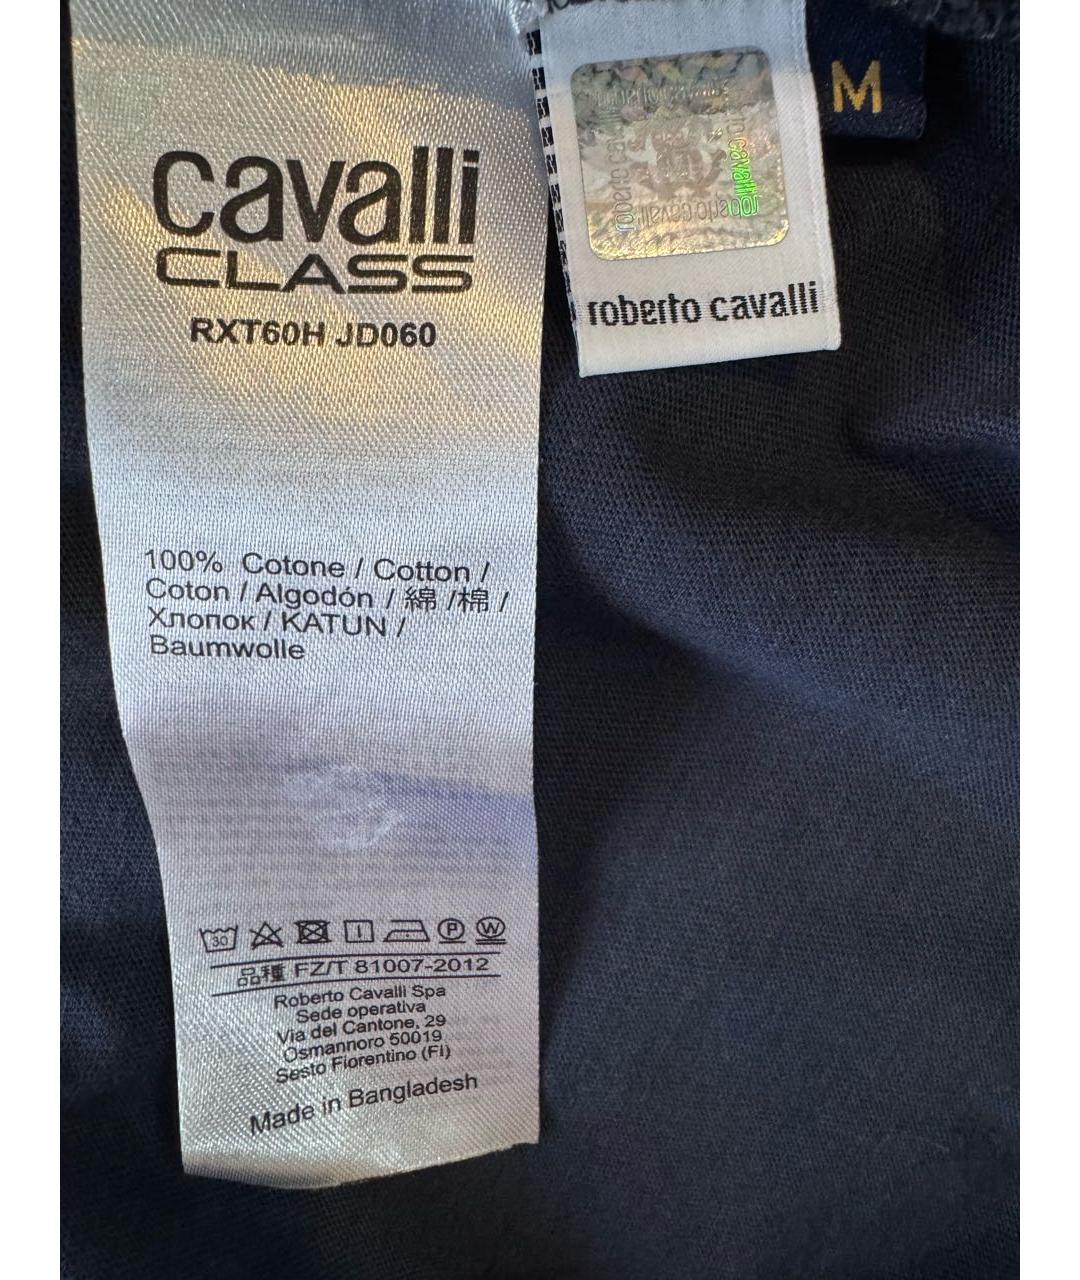 cavalli
CLASS
RXT60H JD060
100% Cotone / Cotton /
Coton / Algodón / 綿 /棉 /
Хлопок / KATUN /
Baumwolle
30
P
W
品種 FZ/T 81007-2012
Roberto Cavalli Spa
Sede operativa
Via del Cantone, 29
Osmannoro 50019
Sesto Fiorentino (Fi)
Made in Bangladesh
roberto cavalli
M